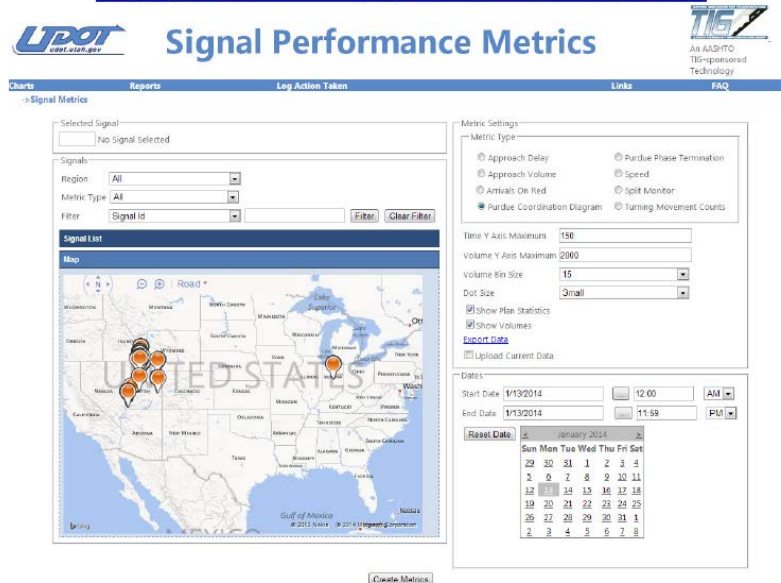 UDOT
udot.utah.gov
Signal Performance Metrics
TIG
An AASHTO
TIG-sponsored
Technology
Charts Reports Log Action Taken Links FAQ
->Signal Metrics
Selected Signal
No Signal Selected
Signals
Region All
Metric Type All
Filter Signal Id Filter Clear Filter
Signal List
Map
N Road
UNITED STATES
Gulf of Mexico
MEXICO
bing
Metric Settings
Metric Type
Approach Delay Purdue Phase Termination
Approach Volume Speed
Arrivals On Red Split Monitor
Purdue Coordination Diagram Turning Movement Counts
Time Y Axis Maximum 150
Volume Y Axis Maximum 2000
Volume Bin Size 15
Dot Size Small
Show Plan Statistics
Show Volumes
Export Data
Upload Current Data
Dates
Start Date 1/13/2014 .... 12:00 AM
End Date 1/13/2014 .... 11:59 PM
Reset Date < January 2014 >
Sun Mon Tue Wed Thu Fri Sat
29 30 31 1 2 3 4
5 6 7 8 9 10 11
12 13 14 15 16 17 18
19 20 21 22 23 24 25
26 27 28 29 30 31 1
2 3 4 5 6 7 8
Create Metrics